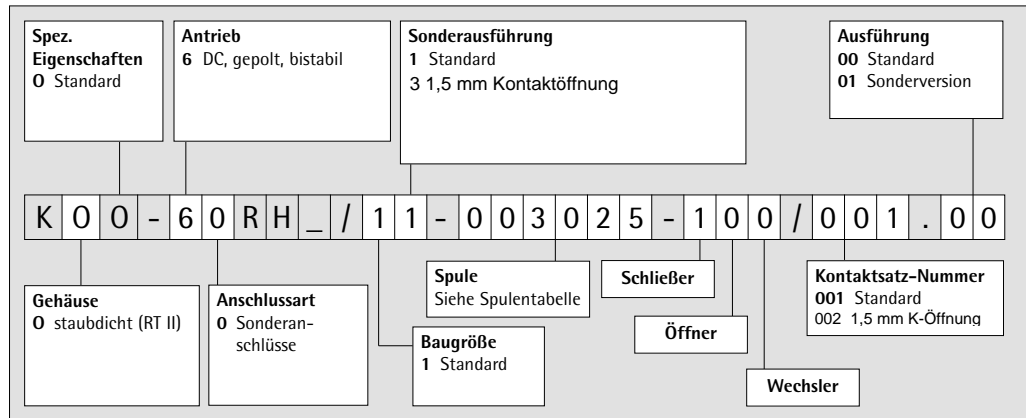 Spez.
Eigenschaften
0 Standard
Antrieb
6 DC, gepolt, bistabil
Sonderausführung
1 Standard
3 1,5 mm Kontaktöffnung
Ausführung
00 Standard
01 Sonderversion
K 0 0 - 6 0 R H _ / 1 1 - 0 0 3 0 2 5 - 1 0 0 / 0 0 1 . 0 0
Gehäuse
0 staubdicht (RT II)
Anschlussart
0 Sonderan-
schlüsse
Baugröße
1 Standard
Spule
Siehe Spulentabelle
Schließer
Öffner
Wechsler
Kontaktsatz-Nummer
001 Standard
002 1,5 mm K-Öffnung